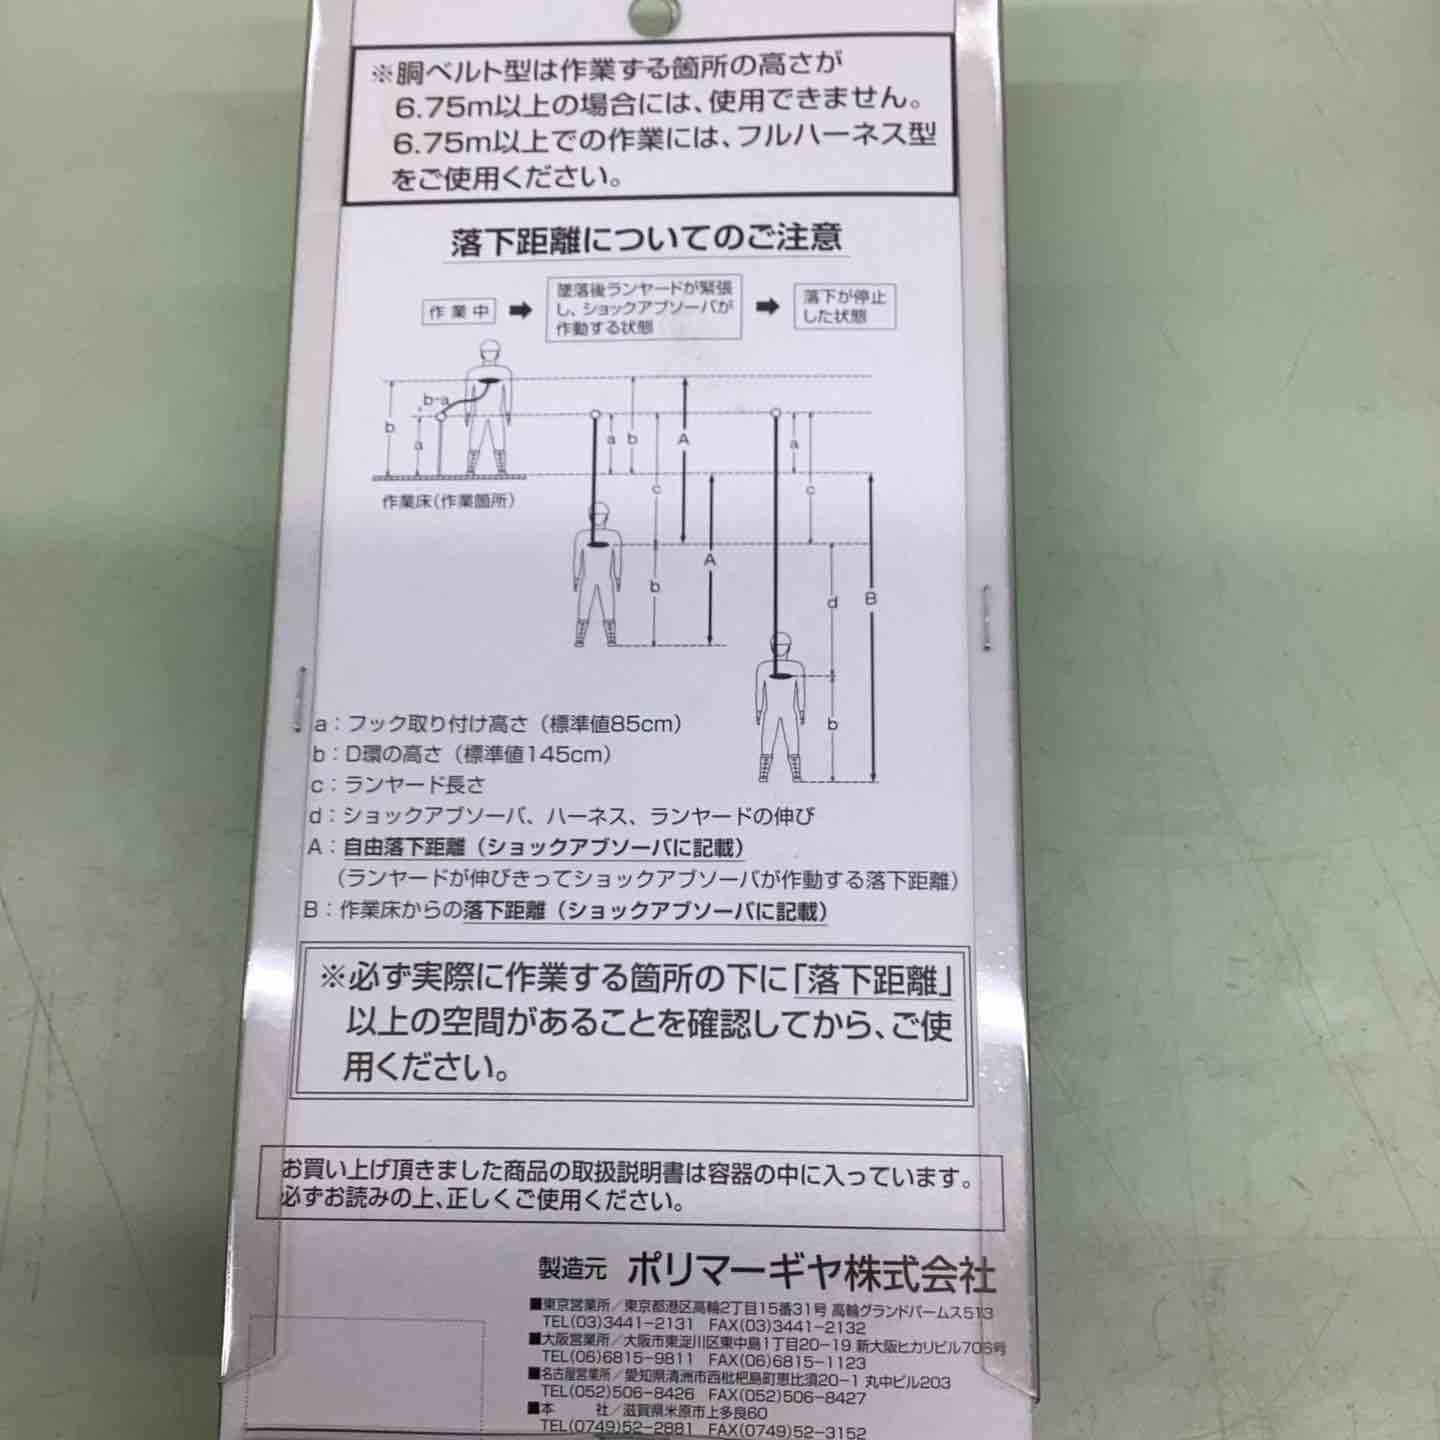 ※胴ベルト型は作業する箇所の高さが
6.75m以上の場合には、使用できません。
6.75m以上での作業には、フルハーネス型
をご使用ください。
落下距離についてのご注意
作業中
墜落後ランヤードが緊張
し、ショックアブソーバが
作動する状態
落下が停止
した状態
b-a
b
a
作業床(作業箇所)
a
b
A
c
A
b
a
c
d
B
b
a：フック取り付け高さ（標準値85cm）
b：D環の高さ（標準値145cm）
c：ランヤード長さ
d：ショックアブソーバ、ハーネス、ランヤードの伸び
A：自由落下距離（ショックアブソーバに記載）
（ランヤードが伸びきってショックアブソーバが作動する落下距離）
B：作業床からの落下距離（ショックアブソーバに記載）
※必ず実際に作業する箇所の下に「落下距離」
以上の空間があることを確認してから、ご使
用ください。
お買い上げ頂きました商品の取扱説明書は容器の中に入っています。
必ずお読みの上、正しくご使用ください。
製造元 ポリマーギヤ株式会社
■東京営業所／東京都港区高輪2丁目15番31号 高輪グランドパームス513
TEL(03)3441-2131 FAX(03)3441-2132
■大阪営業所／大阪市東淀川区東中島1丁目20-19 新大阪ヒカリビル706号
TEL(06)6815-9811 FAX(06)6815-1123
■名古屋営業所／愛知県清洲市西枇杷島町恵比須20-1 丸中ビル203
TEL(052)506-8426 FAX(052)506-8427
■本 社／滋賀県米原市上多良60
TEL(0749)52-2881 FAX(0749)52-3152